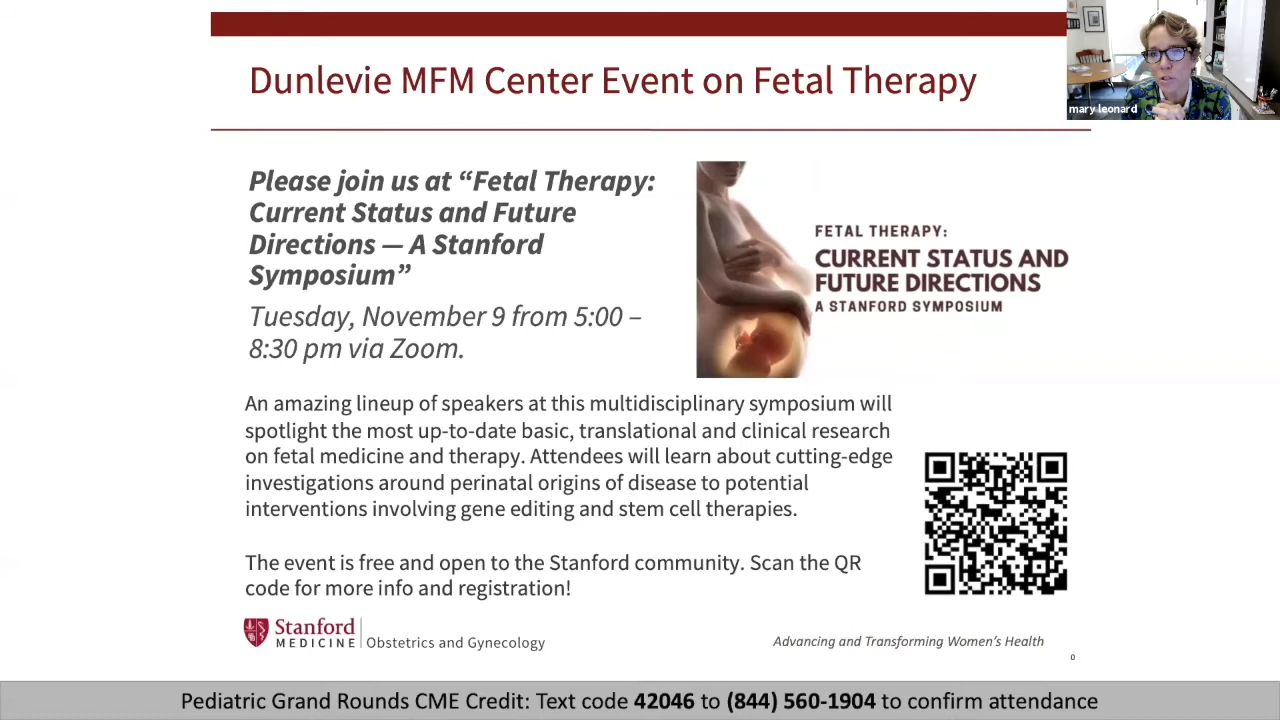 Dunlevie MFM Center Event on Fetal Therapy
mary leonard
Please join us at “Fetal Therapy:
Current Status and Future
Directions — A Stanford
Symposium”
Tuesday, November 9 from 5:00 –
8:30 pm via Zoom.
FETAL THERAPY:
CURRENT STATUS AND
FUTURE DIRECTIONS
A STANFORD SYMPOSIUM
An amazing lineup of speakers at this multidisciplinary symposium will
spotlight the most up-to-date basic, translational and clinical research
on fetal medicine and therapy. Attendees will learn about cutting-edge
investigations around perinatal origins of disease to potential
interventions involving gene editing and stem cell therapies.
The event is free and open to the Stanford community. Scan the QR
code for more info and registration!
Stanford
MEDICINE
Obstetrics and Gynecology
Advancing and Transforming Women’s Health
0
Pediatric Grand Rounds CME Credit: Text code 42046 to (844) 560-1904 to confirm attendance